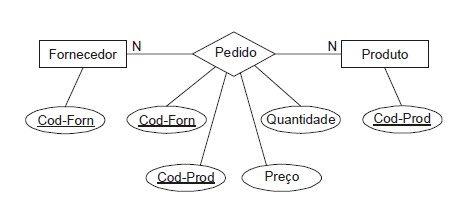 Fornecedor
N
Pedido
N
Produto
Cod-Forn
Cod-Forn
Quantidade
Cod-Prod
Cod-Prod
Preço